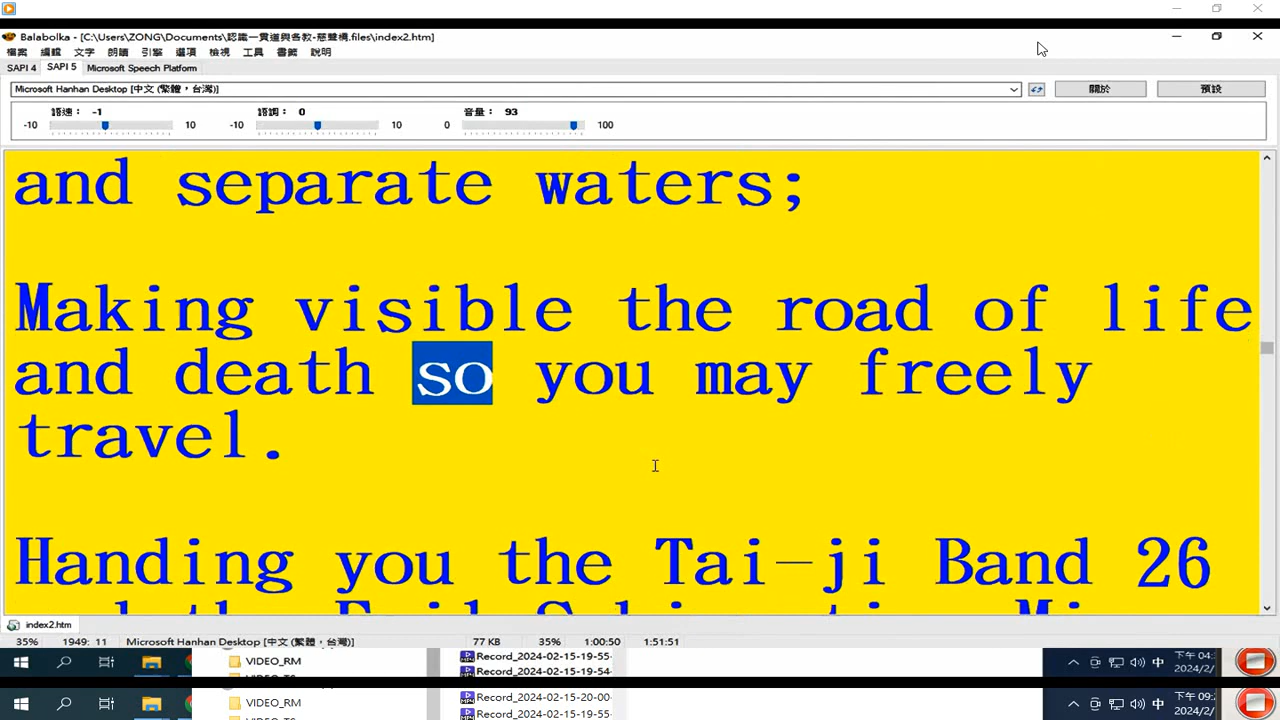 Balabolka - [C:\Users\ZONG\Documents\認識一貫道與各教-慈聲橋.files\index2.htm]
檔案 編輯 文字 朗讀 引擎 選項 檢視 工具 書籤 說明
SAPI 4 SAPI 5 Microsoft Speech Platform
Microsoft Hanhan Desktop [中文 (繁體，台灣)] 關於 預設
語速： -1 語調： 0 音量： 93
-10 10 -10 10 0 100
and separate waters;
Making visible the road of life
and death so you may freely
travel.
Handing you the Tai-ji Band 26
index2.htm
35% 1949: 11 Microsoft Hanhan Desktop [中文 (繁體，台灣)] 77 KB 35% 1:00:50 1:51:51
VIDEO_RM Record_2024-02-15-19-55- 中 下午 04:
Record_2024-02-15-19-54- 2024/2/
VIDEO_RM Record_2024-02-15-20-00- 中 下午 09:
Record_2024-02-15-19-55- 2024/2/